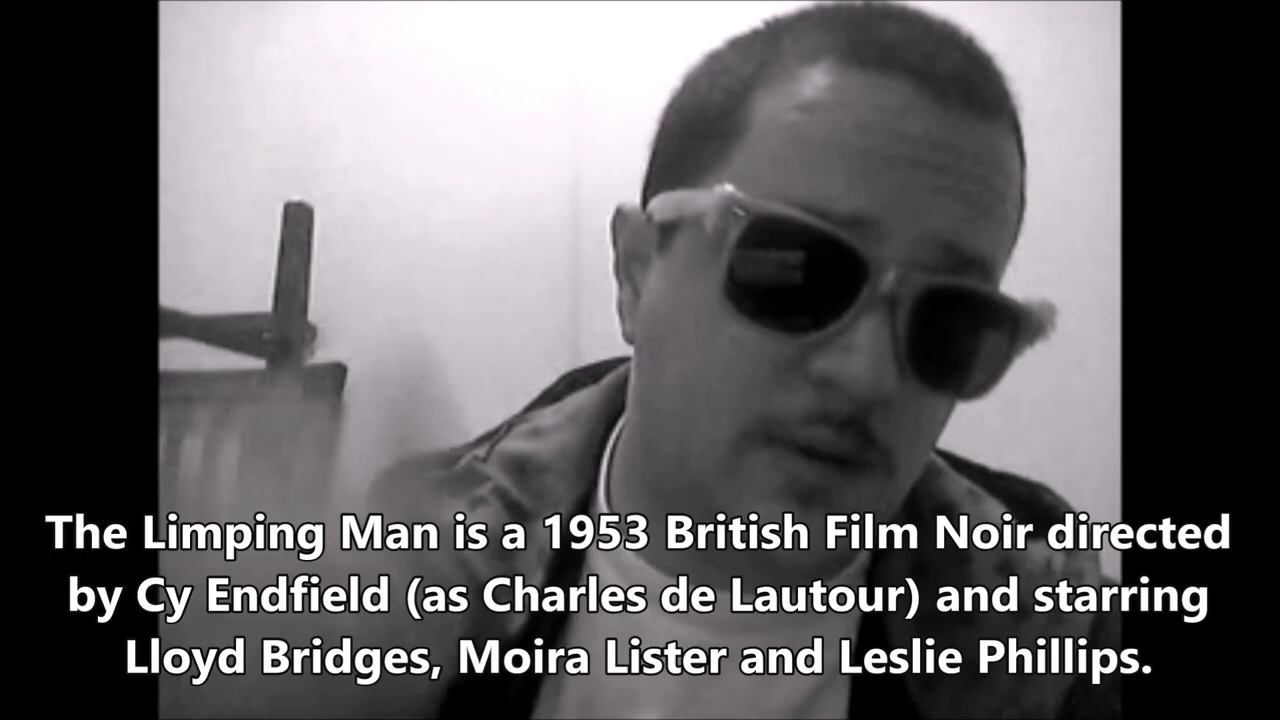 The Limping Man is a 1953 British Film Noir directed
by Cy Endfield (as Charles de Lautour) and starring
Lloyd Bridges, Moira Lister and Leslie Phillips.